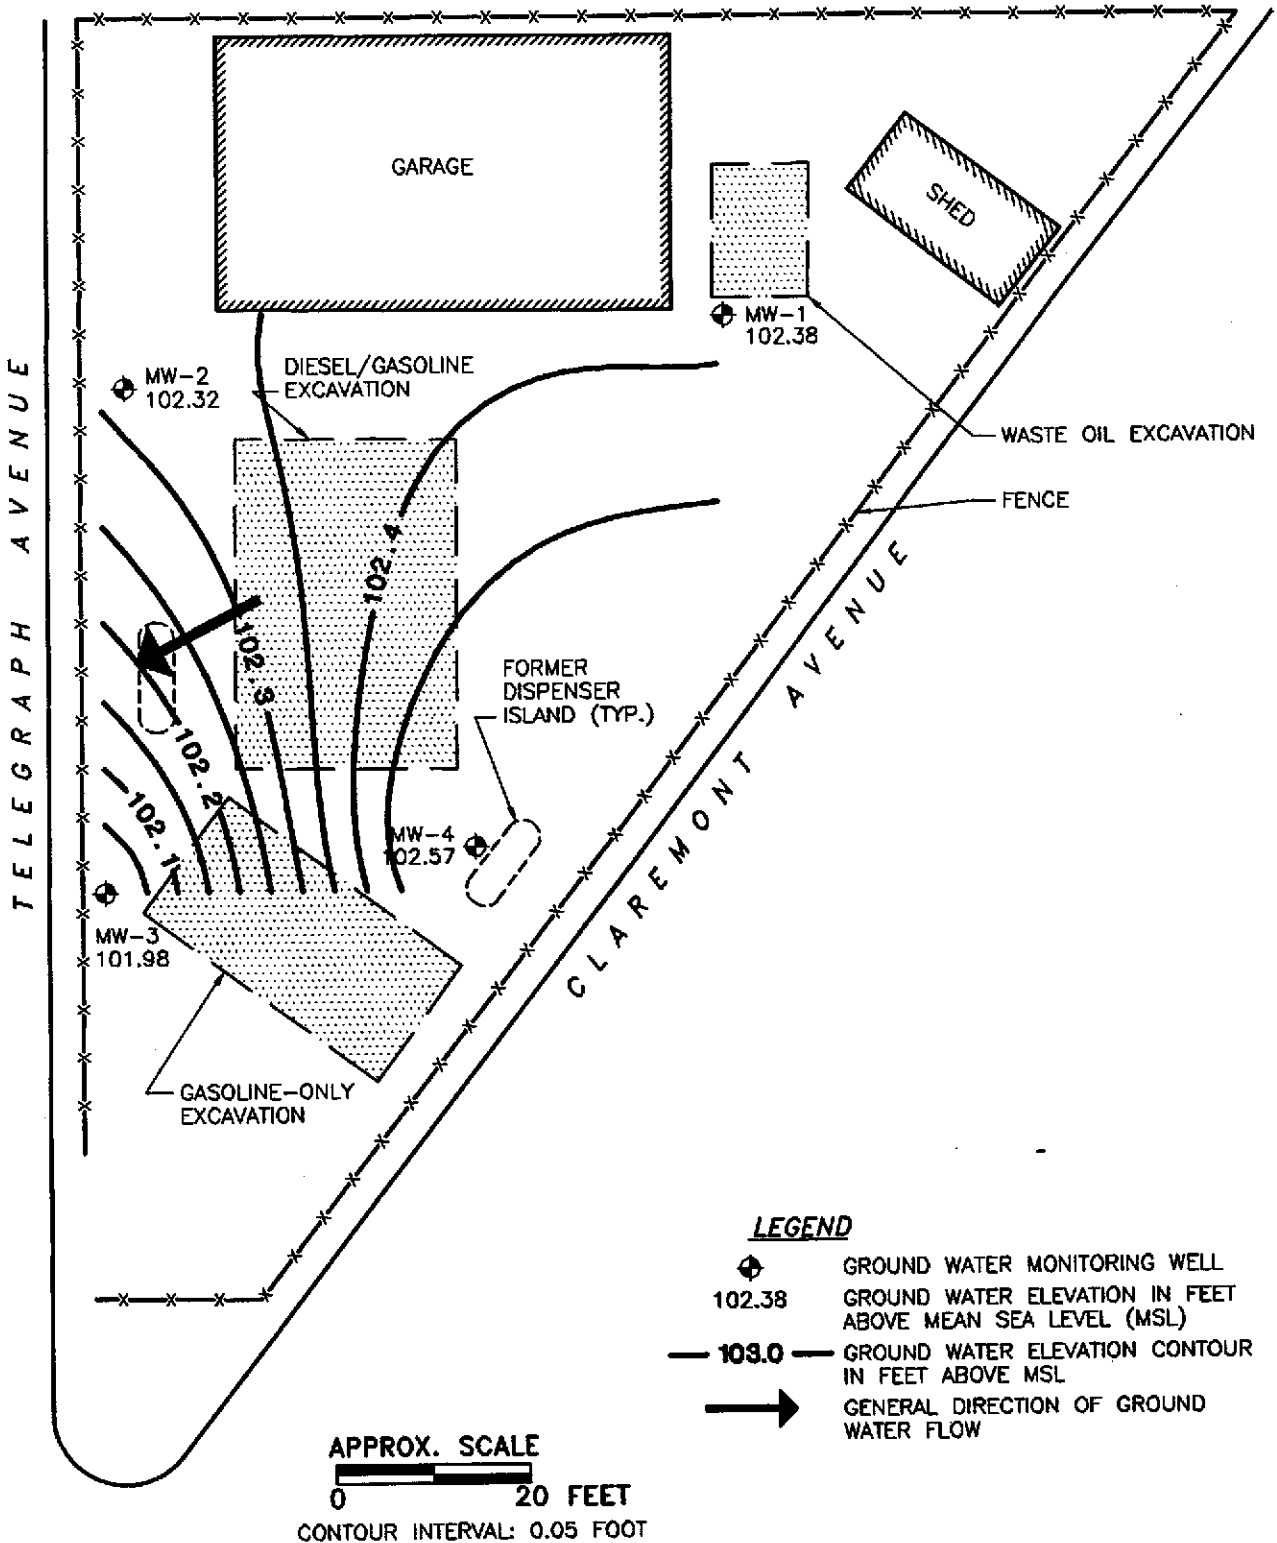 GARAGE
SHED
MW-1
102.38
DIESEL/GASOLINE
EXCAVATION
MW-2
102.32
WASTE OIL EXCAVATION
FENCE
TELEGRAPH AVENUE
102.4
102.3
FORMER
DISPENSER
ISLAND (TYP.)
CLAREMONT AVENUE
102.2
102.1
MW-4
102.57
MW-3
101.98
GASOLINE-ONLY
EXCAVATION
LEGEND
GROUND WATER MONITORING WELL
102.38 GROUND WATER ELEVATION IN FEET
ABOVE MEAN SEA LEVEL (MSL)
103.0 GROUND WATER ELEVATION CONTOUR
IN FEET ABOVE MSL
GENERAL DIRECTION OF GROUND
WATER FLOW
APPROX. SCALE
0 20 FEET
CONTOUR INTERVAL: 0.05 FOOT